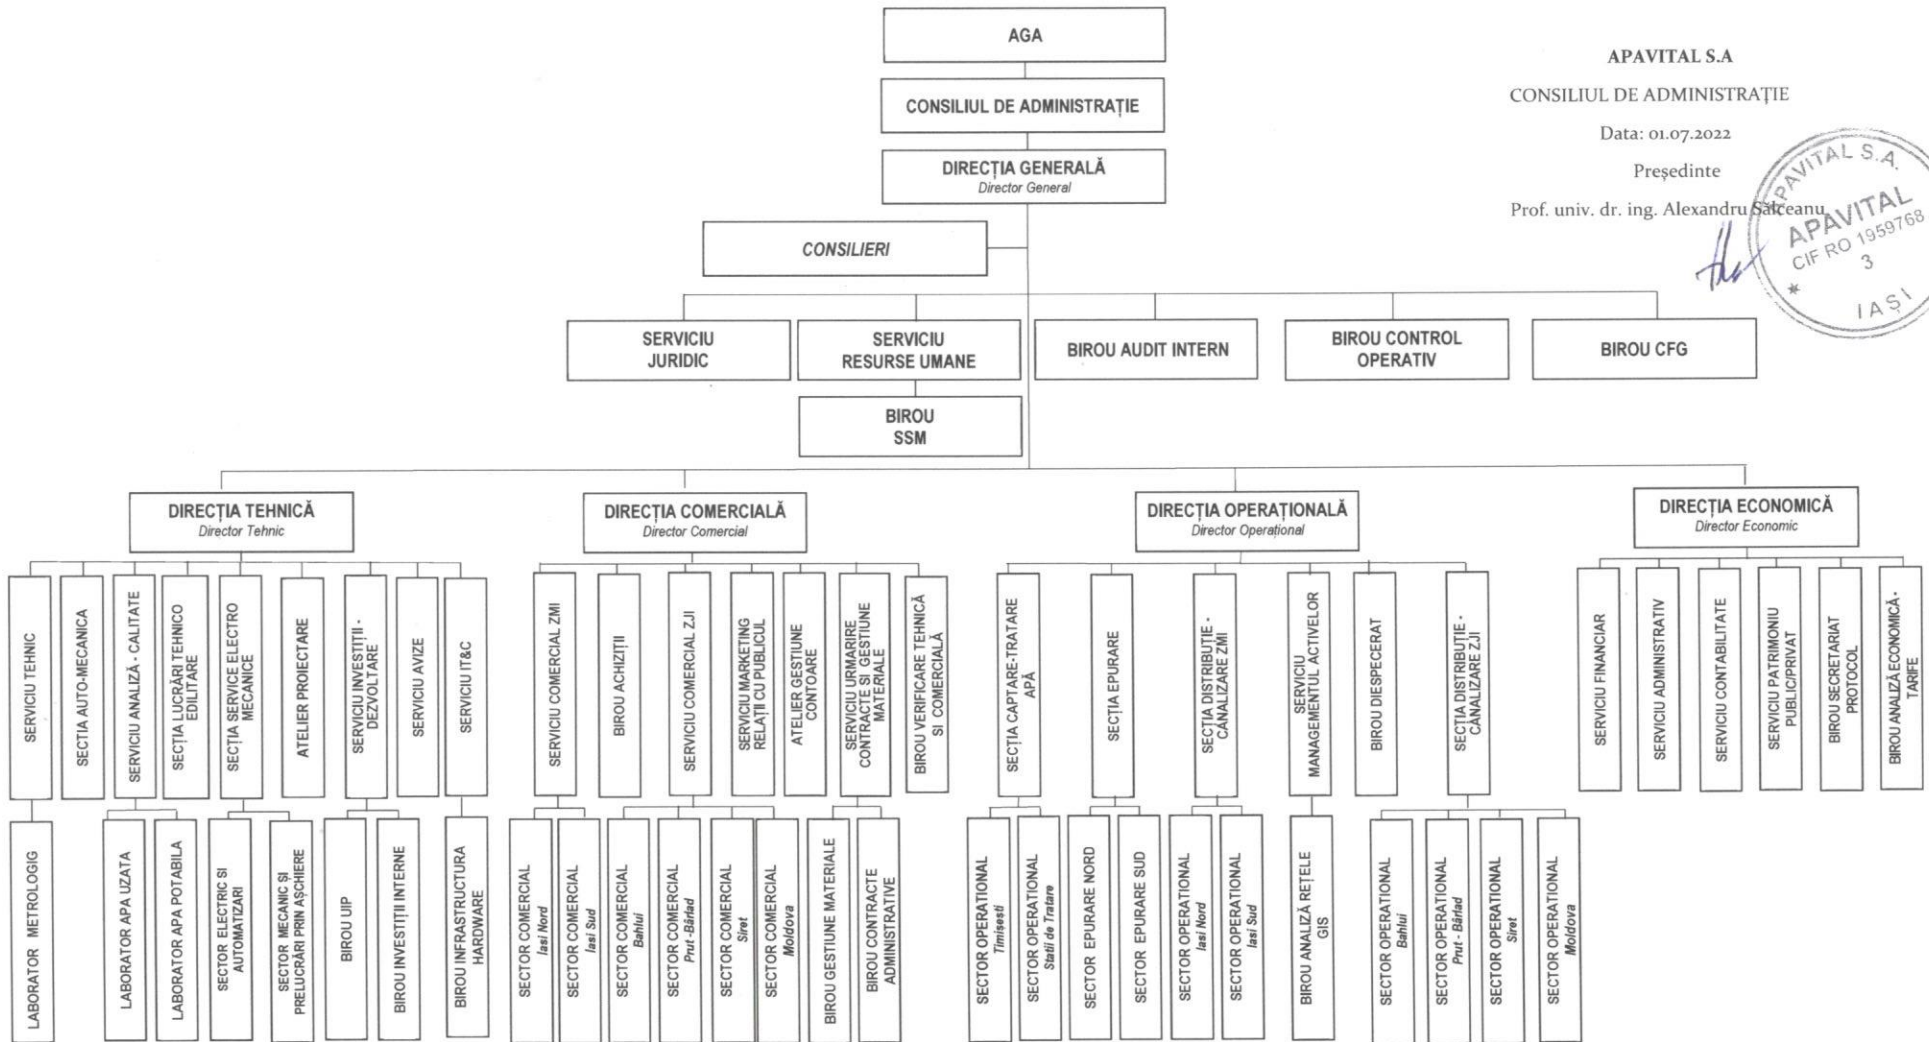 AGA
CONSILIUL DE ADMINISTRAȚIE
DIRECȚIA GENERALĂ
Director General
CONSILIERI
APAVITAL S.A
CONSILIUL DE ADMINISTRAȚIE
Data: 01.07.2022
Președinte
Prof. univ. dr. ing. Alexandru Sălceanu
APAVITAL S.A.
APAVITAL
CIF RO 1959768
3
IAȘI
SERVICIU
JURIDIC
SERVICIU
RESURSE UMANE
BIROU AUDIT INTERN
BIROU CONTROL
OPERATIV
BIROU CFG
BIROU
SSM
DIRECȚIA TEHNICĂ
Director Tehnic
DIRECȚIA COMERCIALĂ
Director Comercial
DIRECȚIA OPERAȚIONALĂ
Director Operațional
DIRECȚIA ECONOMICĂ
Director Economic
SERVICIU TEHNIC
SECTIA AUTO-MECANICA
SERVICIU ANALIZĂ - CALITATE
SECȚIA LUCRĂRI TEHNICO
EDILITARE
SECȚIA SERVICE ELECTRO
MECANICE
ATELIER PROIECTARE
SERVICIU INVESTIȚII -
DEZVOLTARE
SERVICIU AVIZE
SERVICIU IT&C
SERVICIU COMERCIAL ZMI
BIROU ACHIZIȚII
SERVICIU COMERCIAL ZJI
SERVICIU MARKETING
RELAȚII CU PUBLICUL
ATELIER GESTIUNE
CONTOARE
SERVICIU URMARIRE
CONTRACTE SI GESTIUNE
MATERIALE
BIROU VERIFICARE TEHNICĂ
SI COMERCIALĂ
SECȚIA CAPTARE-TRATARE
APĂ
SECȚIA EPURARE
SECȚIA DISTRIBUȚIE -
CANALIZARE ZMI
SERVICIU
MANAGEMENTUL ACTIVELOR
BIROU DIESPECERAT
SECȚIA DISTRIBUȚIE -
CANALIZARE ZJI
SERVICIU FINANCIAR
SERVICIU ADMINISTRATIV
SERVICIU CONTABILITATE
SERVICIU PATRIMONIU
PUBLIC/PRIVAT
BIROU SECRETARIAT
PROTOCOL
BIROU ANALIZĂ ECONOMICĂ -
TARIFE
LABORATOR METROLOGIG
LABORATOR APA UZATA
LABORATOR APA POTABILA
SECTOR ELECTRIC SI
AUTOMATIZARI
SECTOR MECANIC ȘI
PRELUCRĂRI PRIN AȘCHIERE
BIROU UIP
BIROU INVESTIȚII INTERNE
BIROU INFRASTRUCTURA
HARDWARE
SECTOR COMERCIAL
Iasi Nord
SECTOR COMERCIAL
Iasi Sud
SECTOR COMERCIAL
Bahlui
SECTOR COMERCIAL
Prut -Bârlad
SECTOR COMERCIAL
Siret
SECTOR COMERCIAL
Moldova
BIROU GESTIUNE MATERIALE
BIROU CONTRACTE
ADMINISTRATIVE
SECTOR OPERATIONAL
Timisesti
SECTOR OPERATIONAL
Statii de Tratare
SECTOR EPURARE NORD
SECTOR EPURARE SUD
SECTOR OPERATIONAL
Iasi Nord
SECTOR OPERATIONAL
Iasi Sud
BIROU ANALIZĂ REȚELE
GIS
SECTOR OPERATIONAL
Bahlui
SECTOR OPERATIONAL
Prut - Bârlad
SECTOR OPERATIONAL
Siret
SECTOR OPERATIONAL
Moldova